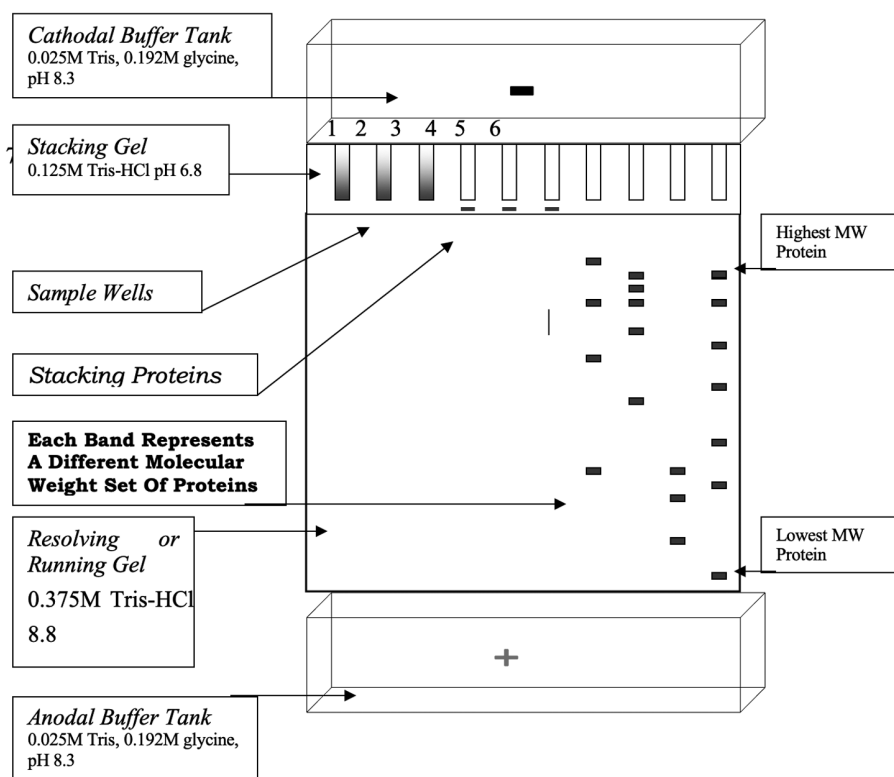 Cathodal Buffer Tank
0.025M Tris, 0.192M glycine,
pH 8.3
1 2 3 4 5 6
Stacking Gel
0.125M Tris-HCl pH 6.8
Highest MW
Protein
Sample Wells
Stacking Proteins
Each Band Represents
A Different Molecular
Weight Set Of Proteins
Resolving or
Running Gel
0.375M Tris-HCl
8.8
Lowest MW
Protein
Anodal Buffer Tank
0.025M Tris, 0.192M glycine,
pH 8.3